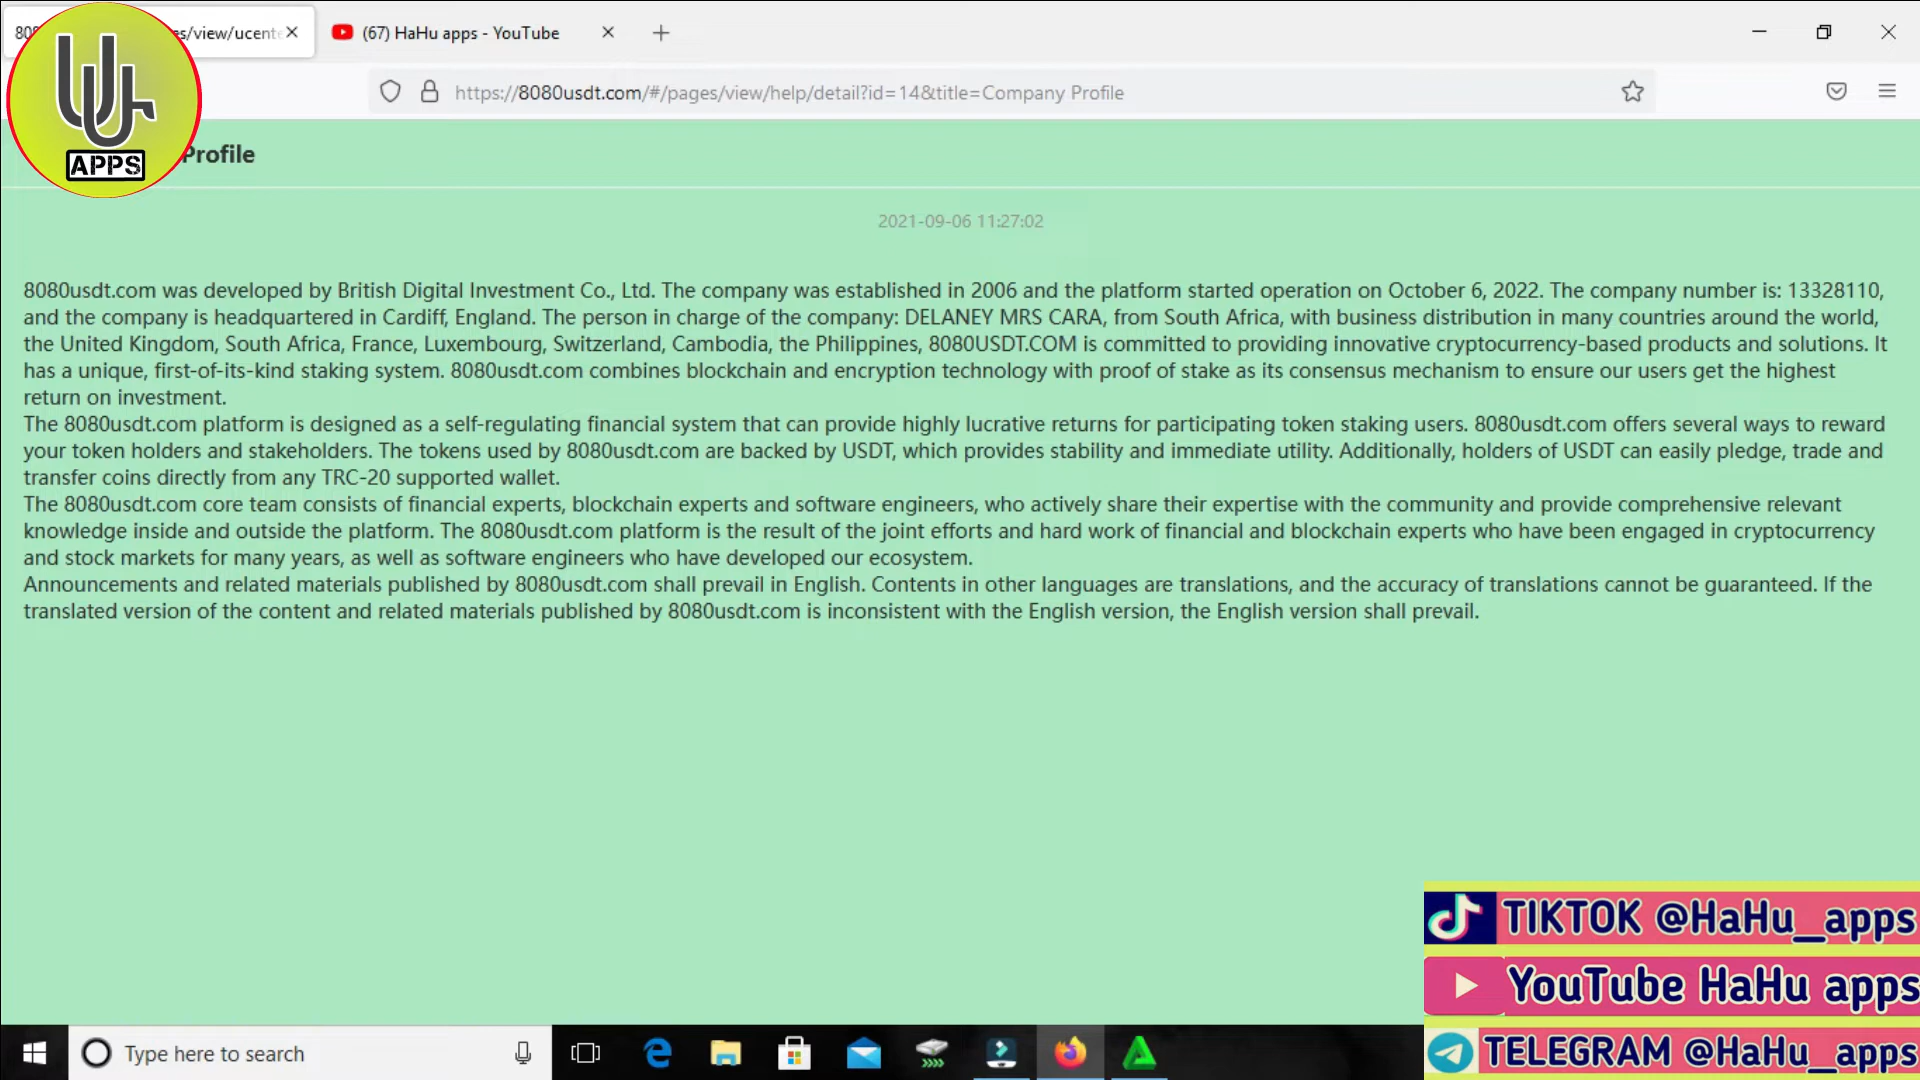 808
es/view/ucente
(67) HaHu apps - YouTube
https://8080usdt.com/#/pages/view/help/detail?id=14&title=Company Profile
APPS
Profile
2021-09-06 11:27:02
8080usdt.com was developed by British Digital Investment Co., Ltd. The company was established in 2006 and the platform started operation on October 6, 2022. The company number is: 13328110,
and the company is headquartered in Cardiff, England. The person in charge of the company: DELANEY MRS CARA, from South Africa, with business distribution in many countries around the world,
the United Kingdom, South Africa, France, Luxembourg, Switzerland, Cambodia, the Philippines, 8080USDT.COM is committed to providing innovative cryptocurrency-based products and solutions. It
has a unique, first-of-its-kind staking system. 8080usdt.com combines blockchain and encryption technology with proof of stake as its consensus mechanism to ensure our users get the highest
return on investment.
The 8080usdt.com platform is designed as a self-regulating financial system that can provide highly lucrative returns for participating token staking users. 8080usdt.com offers several ways to reward
your token holders and stakeholders. The tokens used by 8080usdt.com are backed by USDT, which provides stability and immediate utility. Additionally, holders of USDT can easily pledge, trade and
transfer coins directly from any TRC-20 supported wallet.
The 8080usdt.com core team consists of financial experts, blockchain experts and software engineers, who actively share their expertise with the community and provide comprehensive relevant
knowledge inside and outside the platform. The 8080usdt.com platform is the result of the joint efforts and hard work of financial and blockchain experts who have been engaged in cryptocurrency
and stock markets for many years, as well as software engineers who have developed our ecosystem.
Announcements and related materials published by 8080usdt.com shall prevail in English. Contents in other languages are translations, and the accuracy of translations cannot be guaranteed. If the
translated version of the content and related materials published by 8080usdt.com is inconsistent with the English version, the English version shall prevail.
TIKTOK @HaHu_apps
YouTube HaHu apps
TELEGRAM @HaHu_apps
Type here to search